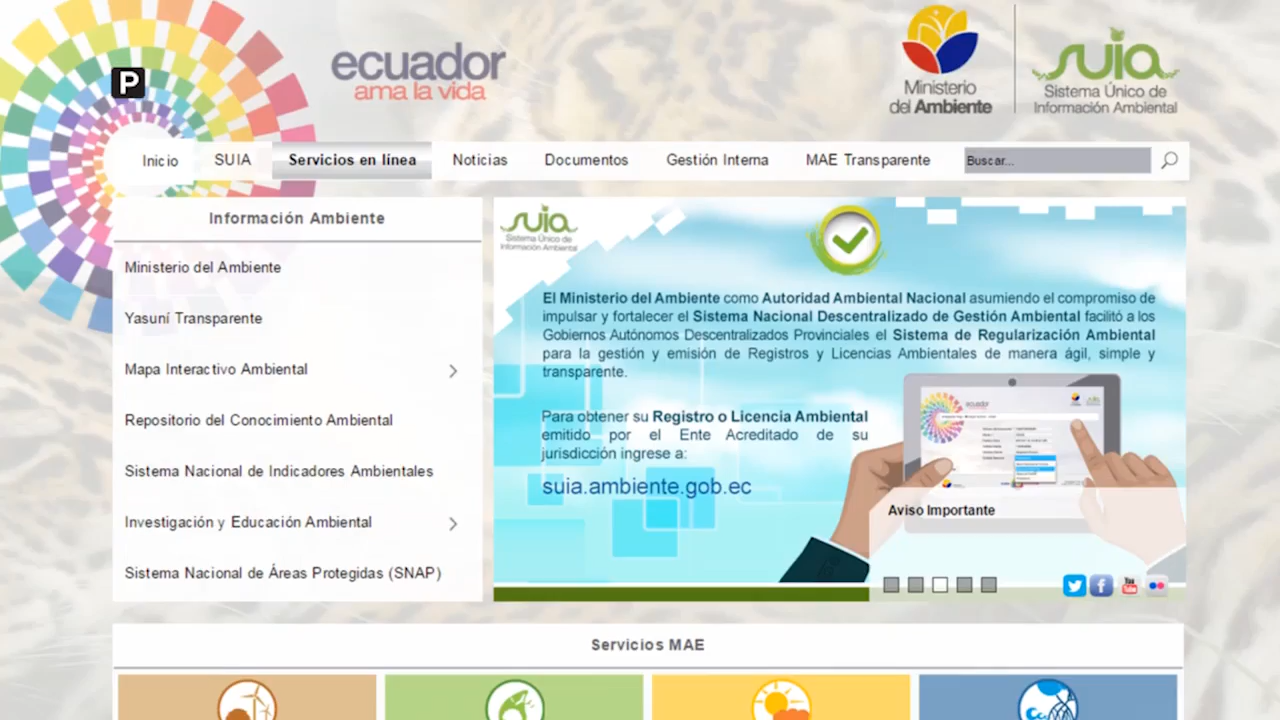 P
ecuador
ama la vida
Ministerio
del Ambiente
suia
Sistema Único de
Información Ambiental
Inicio
SUIA
Servicios en línea
Noticias
Documentos
Gestión Interna
MAE Transparente
Buscar...
Información Ambiente
Ministerio del Ambiente
Yasuní Transparente
Mapa Interactivo Ambiental
Repositorio del Conocimiento Ambiental
Sistema Nacional de Indicadores Ambientales
Investigación y Educación Ambiental
Sistema Nacional de Áreas Protegidas (SNAP)
suia
Sistema Único de
Información Ambiental
El Ministerio del Ambiente como Autoridad Ambiental Nacional asumiendo el compromiso de
impulsar y fortalecer el Sistema Nacional Descentralizado de Gestión Ambiental facilitó a los
Gobiernos Autónomos Descentralizados Provinciales el Sistema de Regularización Ambiental
para la gestión y emisión de Registros y Licencias Ambientales de manera ágil, simple y
transparente.
Para obtener su Registro o Licencia Ambiental
emitido por el Ente Acreditado de su
jurisdicción ingrese a:
suia.ambiente.gob.ec
ecuador
Aviso Importante
You
Tube
Servicios MAE